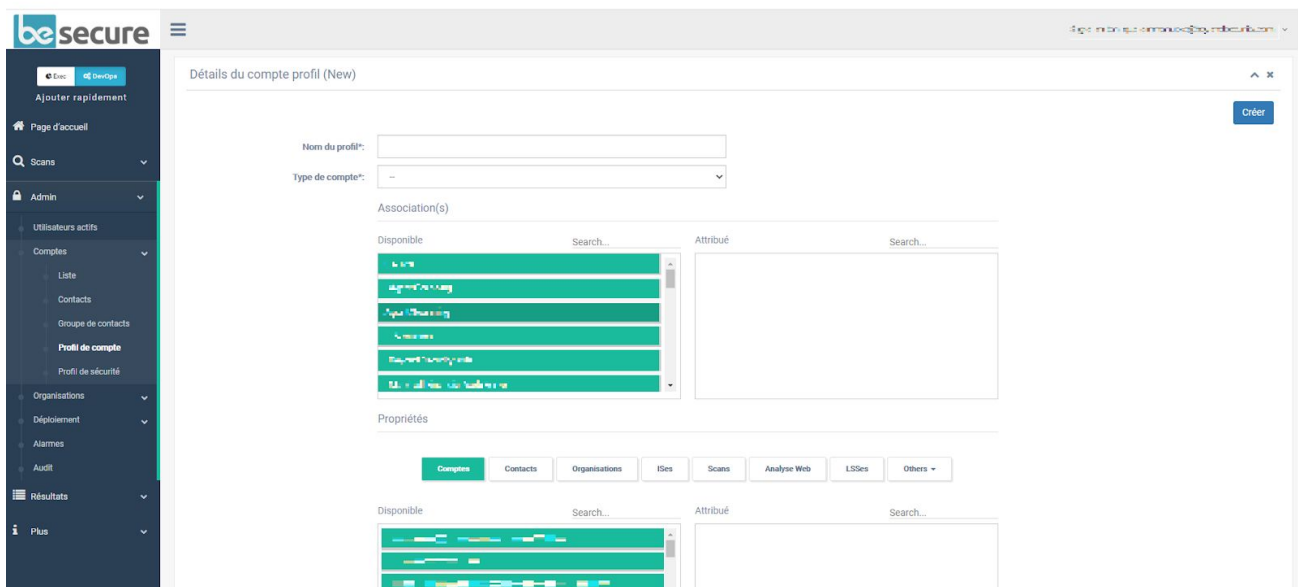 be secure
Exec DevOps
Ajouter rapidement
Page d'accueil
Scans
Admin
Utilisateurs actifs
Comptes
Liste
Contacts
Groupe de contacts
Profil de compte
Profil de sécurité
Organisations
Déploiement
Alarmes
Audit
Résultats
Plus
Détails du compte profil (New)
Créer
Nom du profil*:
Type de compte*: --
Association(s)
Disponible Search... Attribué Search...
Propriétés
Comptes Contacts Organisations ISes Scans Analyse Web LSSes Others
Disponible Search... Attribué Search...